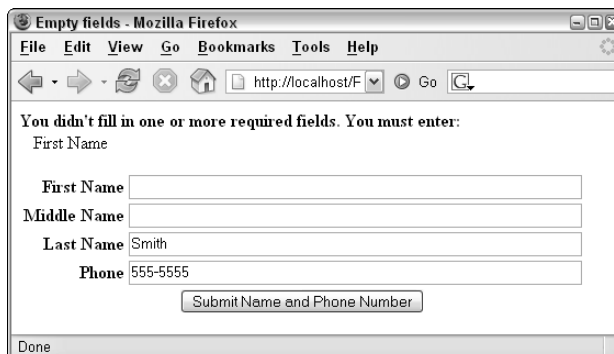 Empty fields - Mozilla Firefox
File Edit View Go Bookmarks Tools Help
http://localhost/F Go G
You didn't fill in one or more required fields. You must enter:
First Name
First Name
Middle Name
Last Name Smith
Phone 555-5555
Submit Name and Phone Number
Done